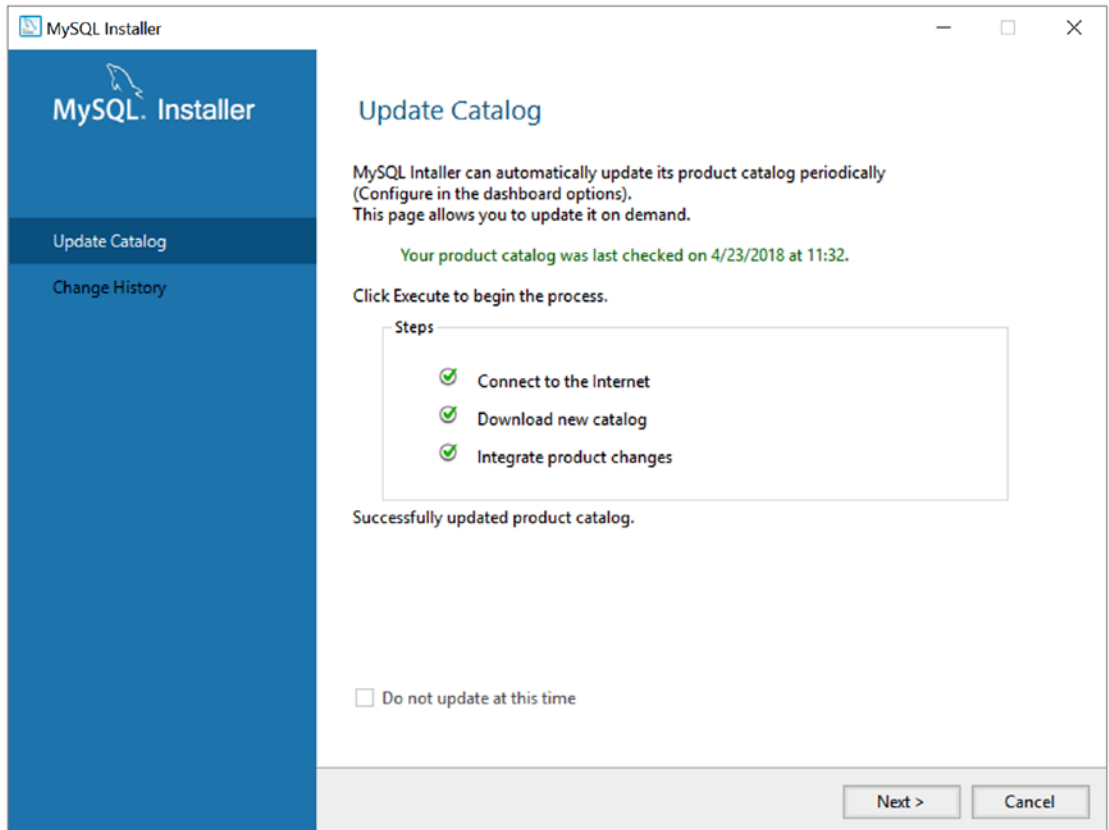 MySQL Installer
MySQL. Installer
Update Catalog
Change History
Update Catalog
MySQL Intaller can automatically update its product catalog periodically
(Configure in the dashboard options).
This page allows you to update it on demand.
Your product catalog was last checked on 4/23/2018 at 11:32.
Click Execute to begin the process.
Steps
Connect to the Internet
Download new catalog
Integrate product changes
Successfully updated product catalog.
Do not update at this time
Next >
Cancel